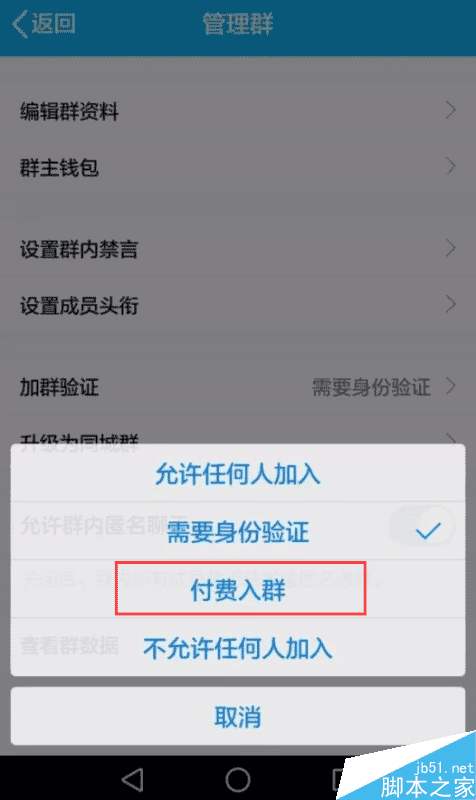 返回
管理群
编辑群资料
群主钱包
设置群内禁言
设置成员头衔
加群验证 需要身份验证
升级为同城群
允许任何人加入
允许群内匿名聊
需要身份验证
付费入群
查看群数据
不允许任何人加入
取消
jb51.net
脚本之家